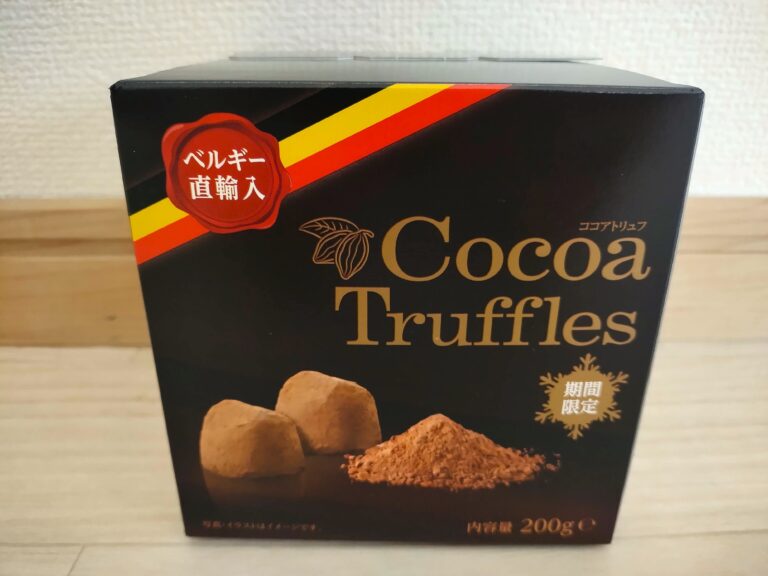 ベルギー
直輸入
ココアトリュフ
Cocoa
Truffles
期間
限定
写真・イラストはイメージです
内容量 200g℮